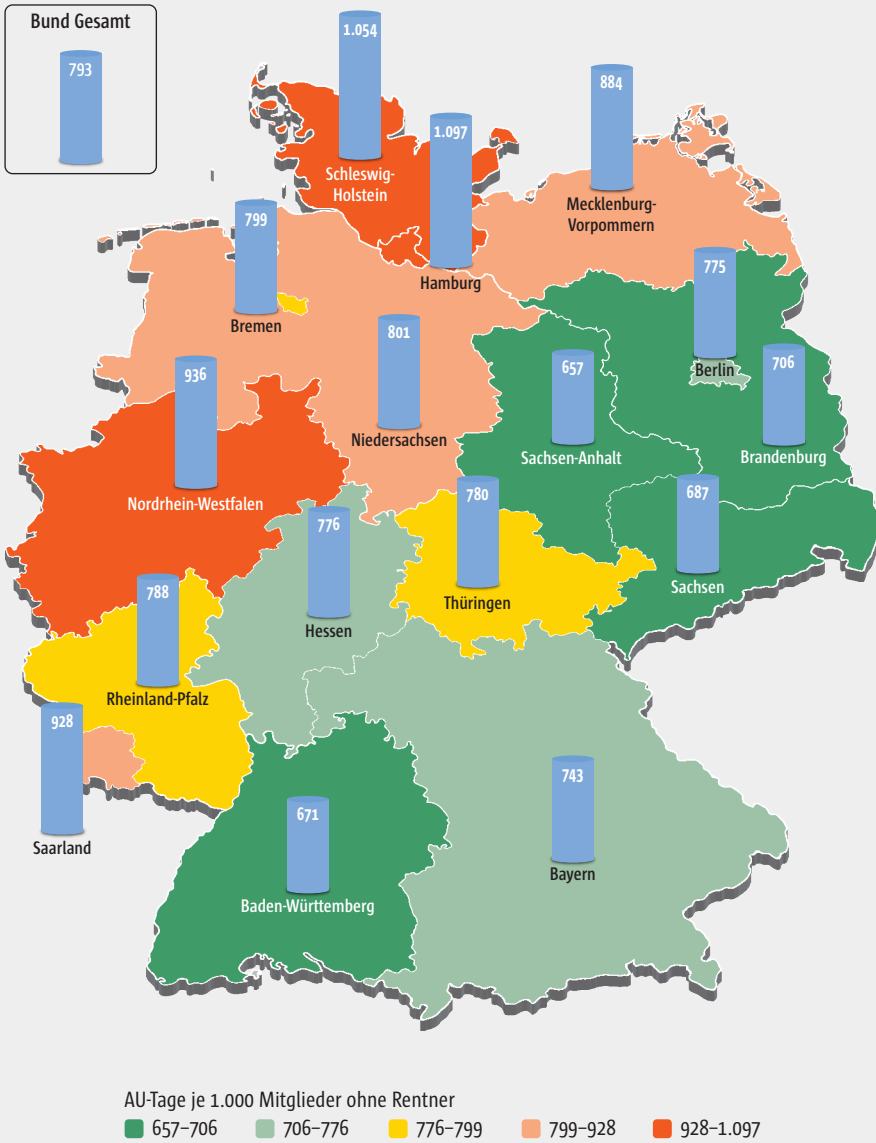 Bund Gesamt
793
1.054
Schleswig-
Holstein
1.097
Hamburg
884
Mecklenburg-
Vorpommern
799
Bremen
801
Niedersachsen
775
Berlin
706
Brandenburg
657
Sachsen-Anhalt
936
Nordrhein-Westfalen
687
Sachsen
780
Thüringen
776
Hessen
788
Rheinland-Pfalz
928
Saarland
743
Bayern
671
Baden-Württemberg
AU-Tage je 1.000 Mitglieder ohne Rentner
657–706 706–776 776–799 799–928 928–1.097